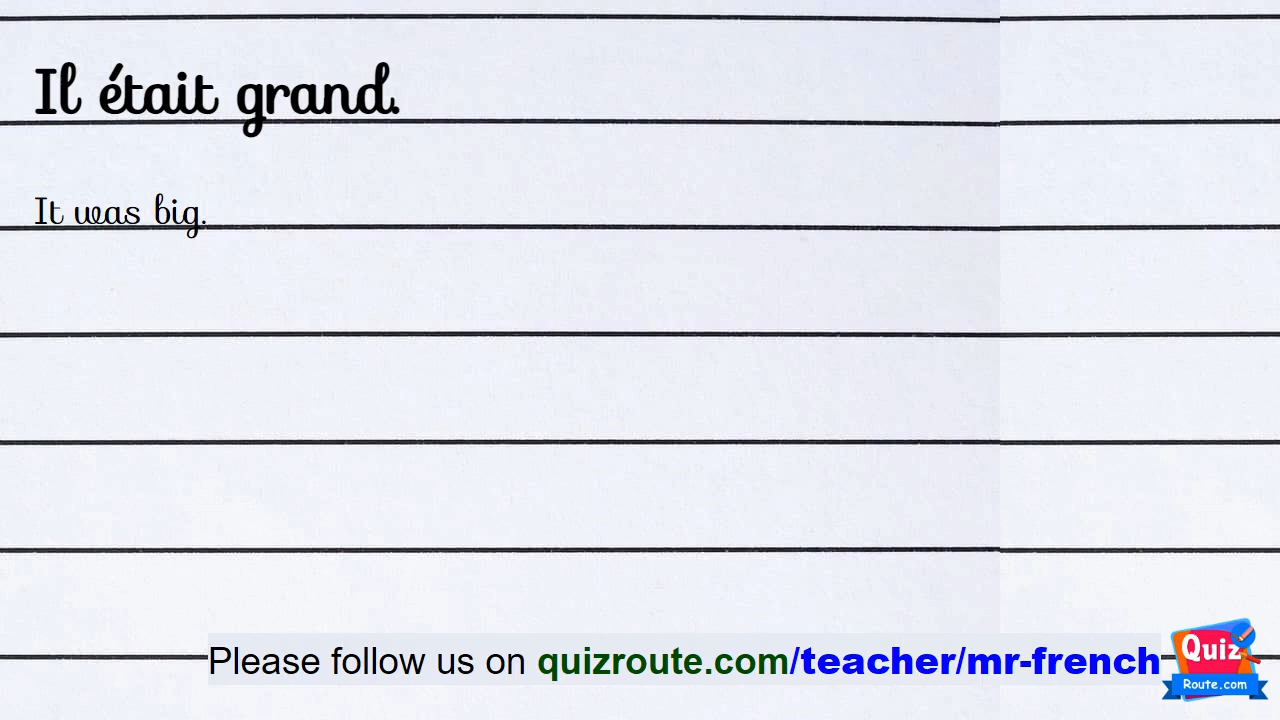 Il était grand.
It was big.
Please follow us on quizroute.com/teacher/mr-french
Quiz
Route.com